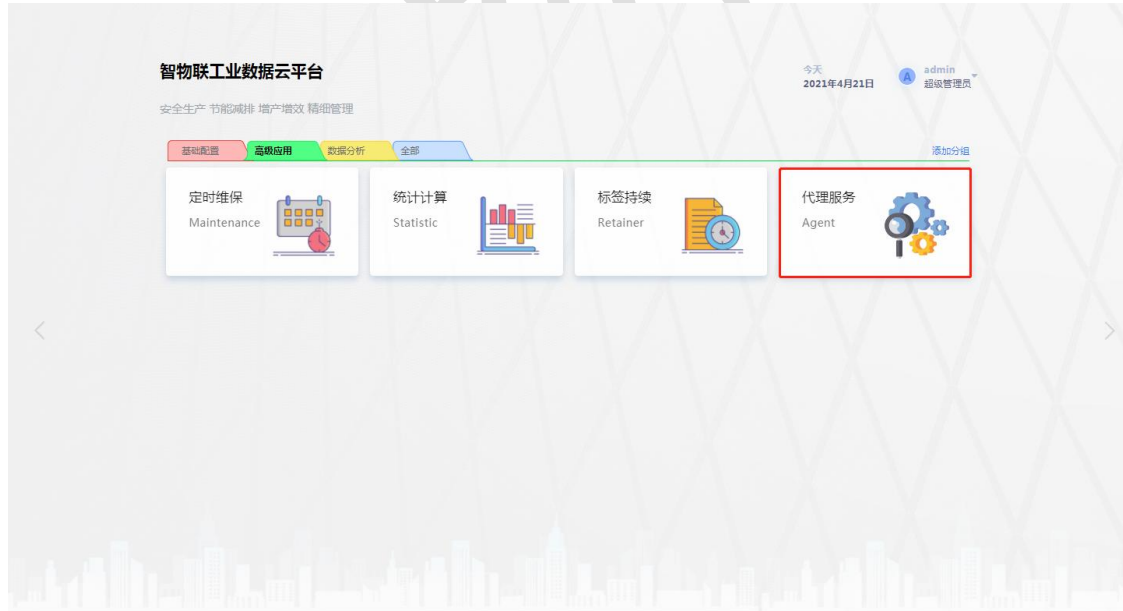 智物联工业数据云平台
今天
2021年4月21日
A
admin
超级管理员
安全生产 节能减排 增产增效 精细管理
基础配置 高级应用 数据分析 全部 添加分组
定时维保
Maintenance
统计计算
Statistic
标签持续
Retainer
代理服务
Agent